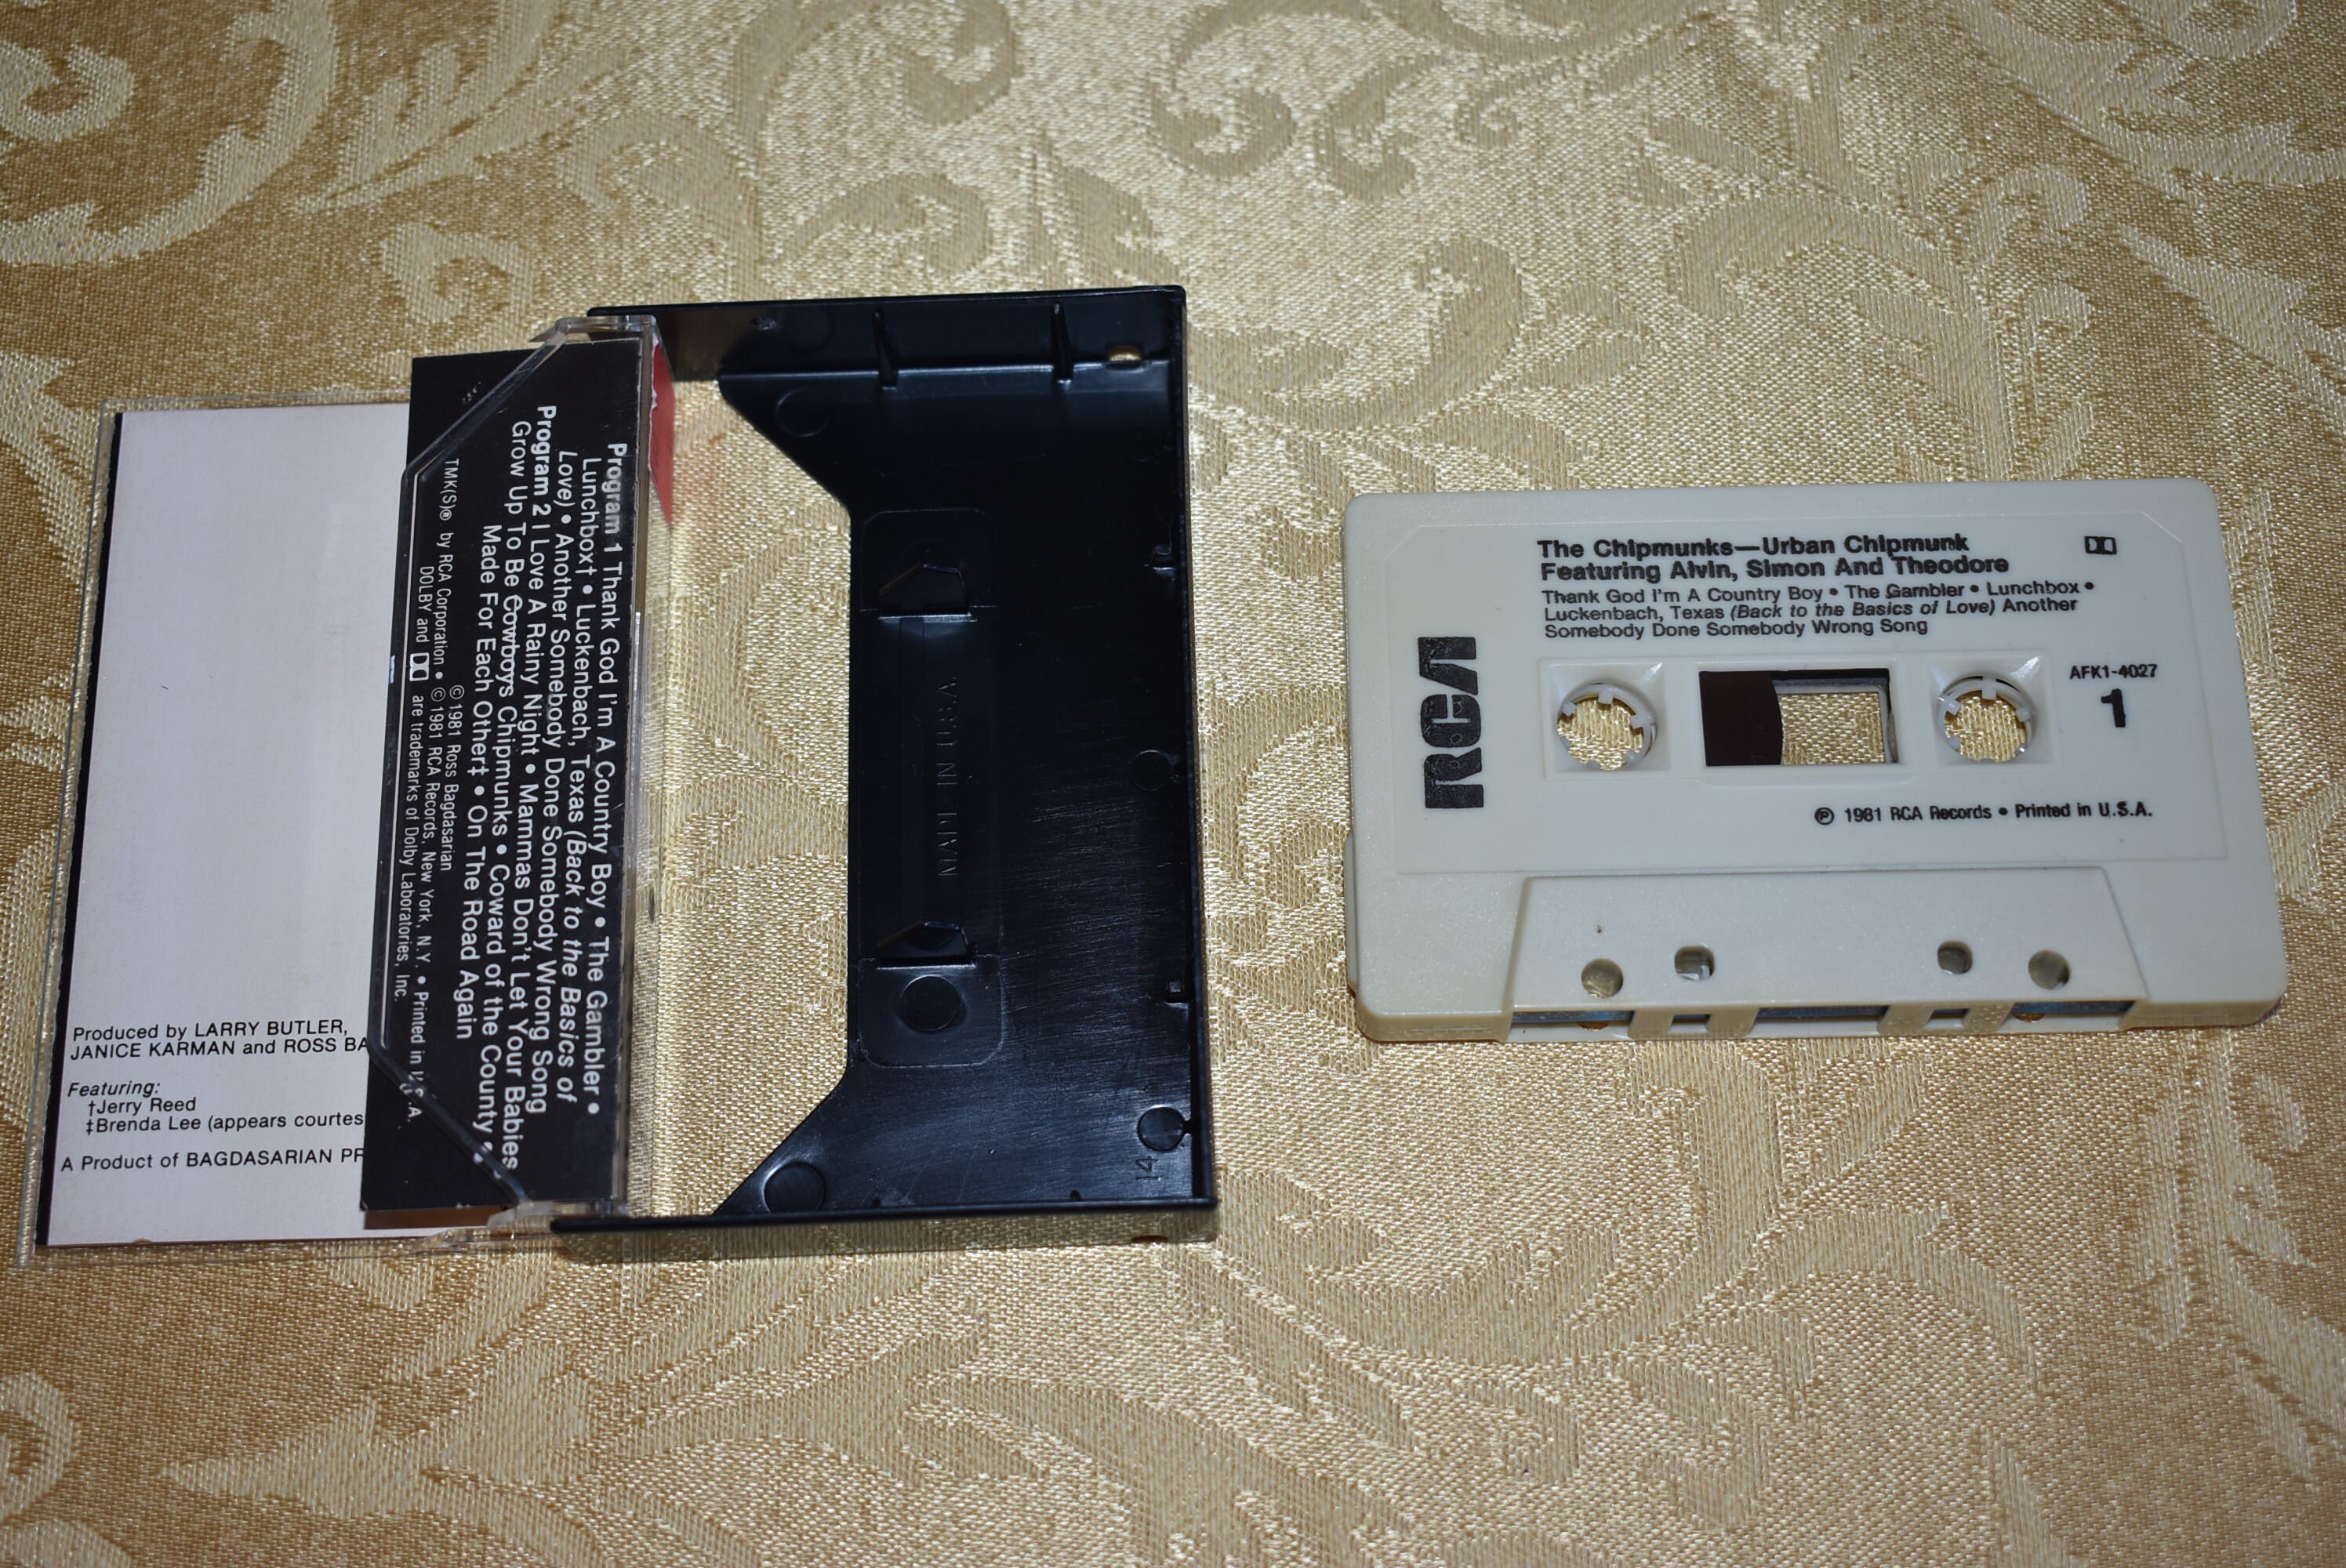 Produced by LARRY BUTLER,
JANICE KARMAN and ROSS BA
Featuring:
†Jerry Reed
‡Brenda Lee (appears courtes
A Product of BAGDASARIAN PR
Program 1 Thank God I'm A Country Boy • The Gambler •
Lunchbox† • Luckenbach, Texas (Back to the Basics of
Love) • Another Somebody Done Somebody Wrong Song
Program 2 I Love A Rainy Night • Mammas Don't Let Your Babies
Grow Up To Be Cowboys Chipmunks • Coward of the County •
Made For Each Other‡ • On The Road Again
© 1981 Ross Bagdasarian
TMK(S)® by RCA Corporation • © 1981 RCA Records, New York, N.Y. • Printed in U.S.A.
DOLBY and are trademarks of Dolby Laboratories, Inc.
MADE IN U.S.A.
14
The Chipmunks—Urban Chipmunk
Featuring Alvin, Simon And Theodore
Thank God I'm A Country Boy • The Gambler • Lunchbox •
Luckenbach, Texas (Back to the Basics of Love) Another
Somebody Done Somebody Wrong Song
RCA
AFK1-4027
1
℗ 1981 RCA Records • Printed in U.S.A.